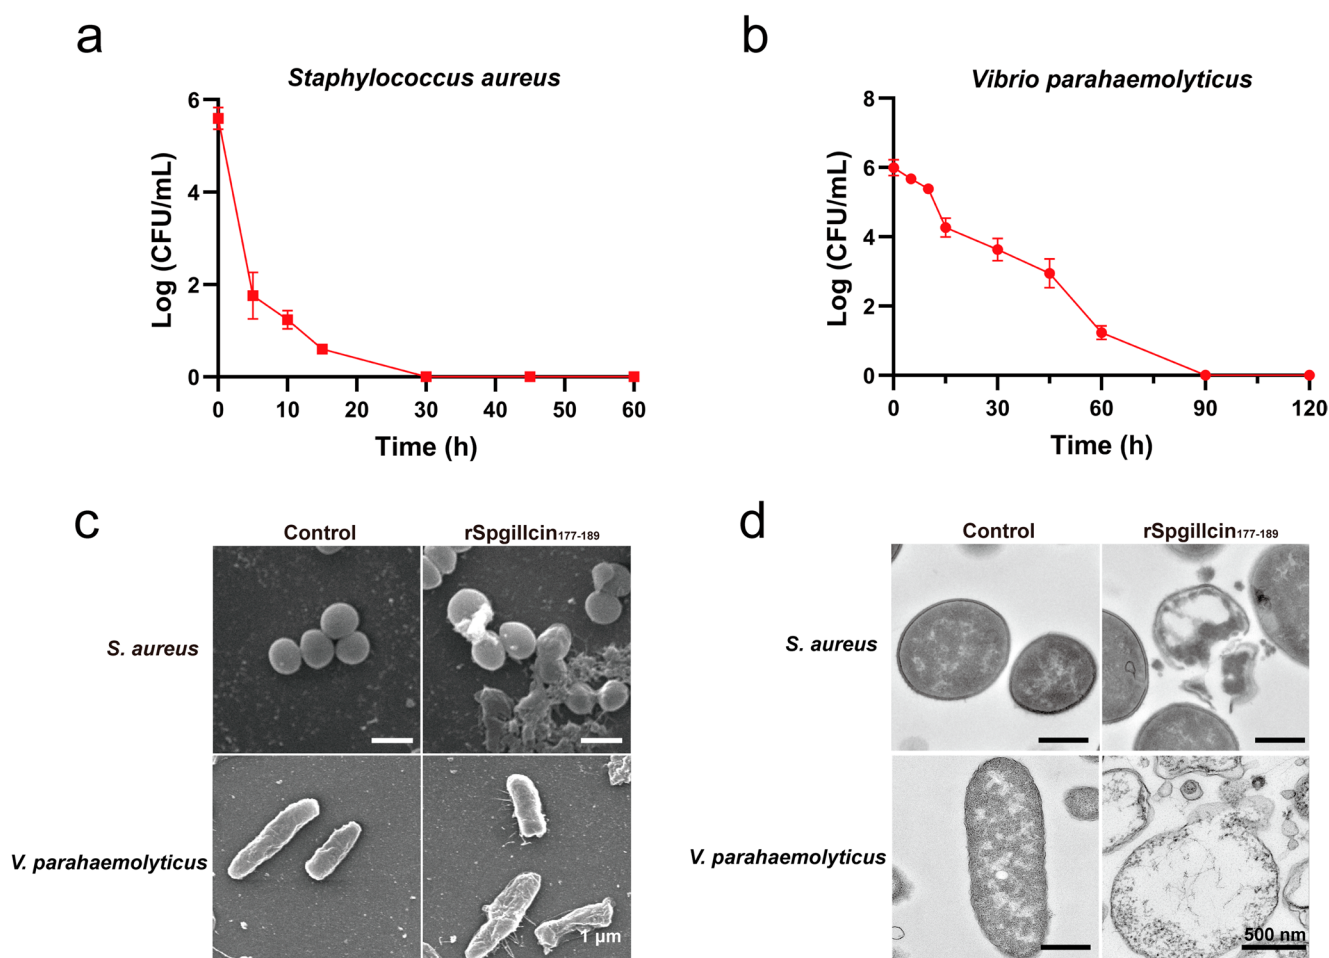 a
Staphylococcus aureus
6
4
2
0
Log (CFU/mL)
0 10 20 30 40 50 60
Time (h)
b
Vibrio parahaemolyticus
8
6
4
2
0
Log (CFU/mL)
0 30 60 90 120
Time (h)
c
Control rSpgillcin177-189
S. aureus
V. parahaemolyticus
1 μm
d
Control rSpgillcin177-189
S. aureus
V. parahaemolyticus
500 nm